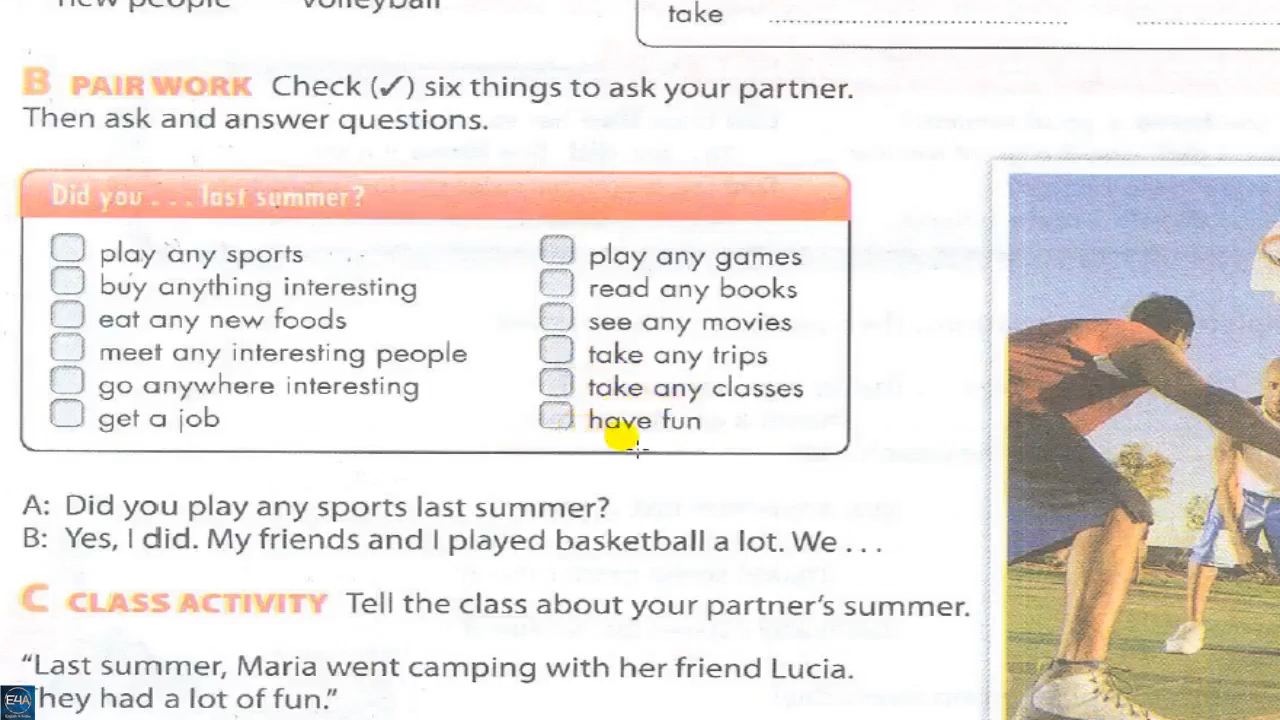 new people volleyball
take
B PAIR WORK Check (✓) six things to ask your partner.
Then ask and answer questions.
Did you . . . last summer?
play any sports
buy anything interesting
eat any new foods
meet any interesting people
go anywhere interesting
get a job
play any games
read any books
see any movies
take any trips
take any classes
have fun
A: Did you play any sports last summer?
B: Yes, I did. My friends and I played basketball a lot. We . . .
C CLASS ACTIVITY Tell the class about your partner's summer.
"Last summer, Maria went camping with her friend Lucia.
They had a lot of fun."
E4A